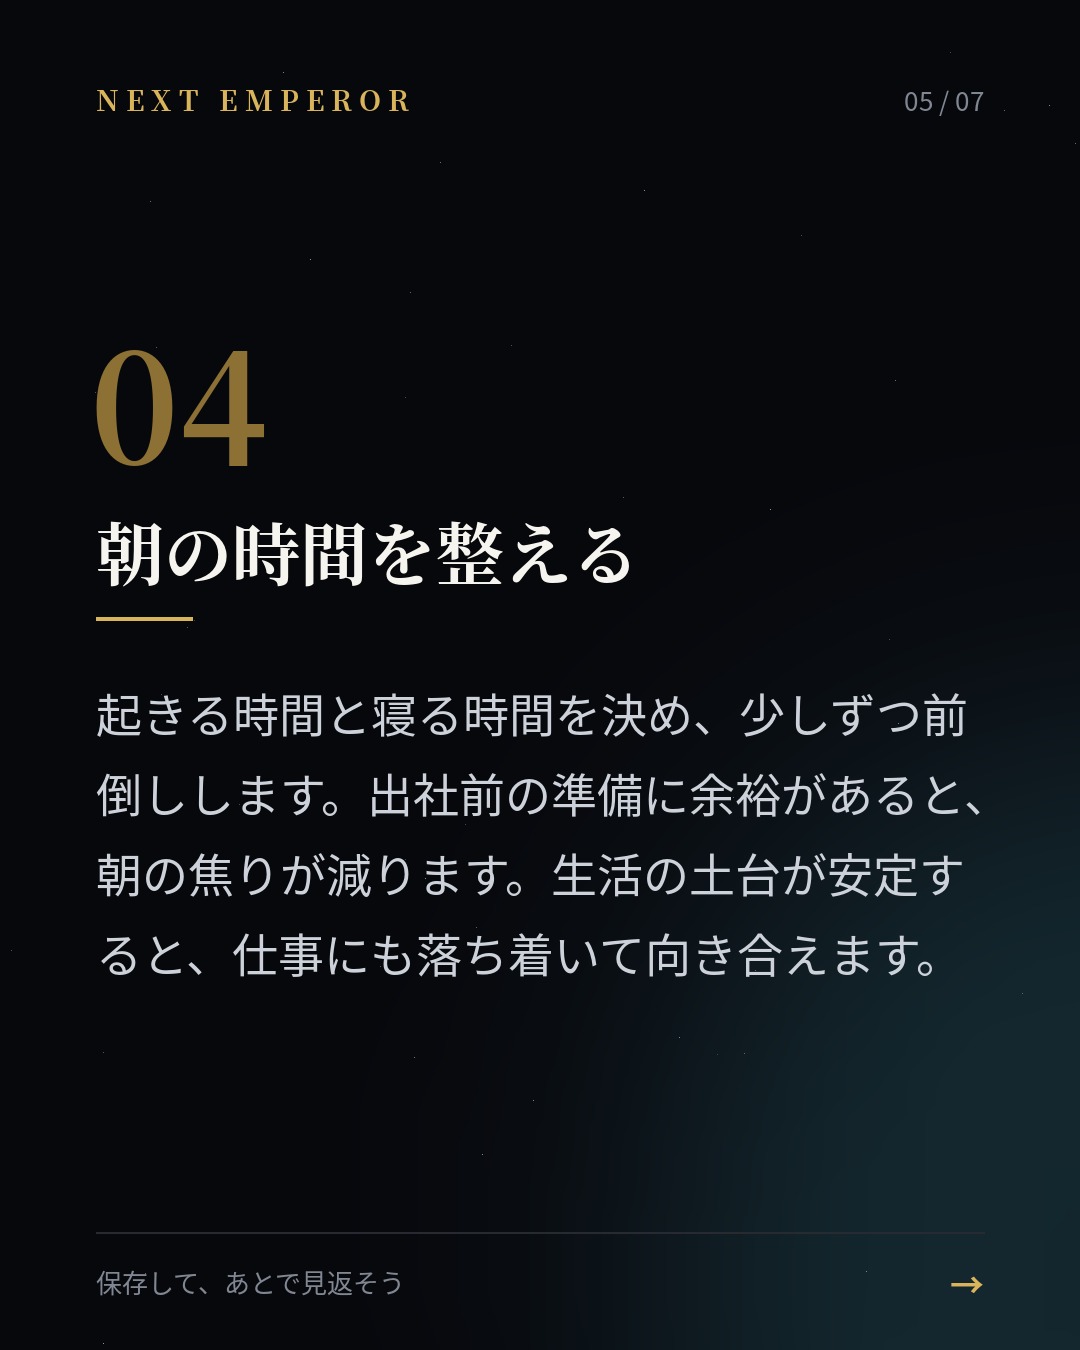 NEXT EMPEROR
05 / 07
04
朝の時間を整える
起きる時間と寝る時間を決め、少しずつ前
倒しします。出社前の準備に余裕があると、
朝の焦りが減ります。生活の土台が安定す
ると、仕事にも落ち着いて向き合えます。
保存して、あとで見返そう
→